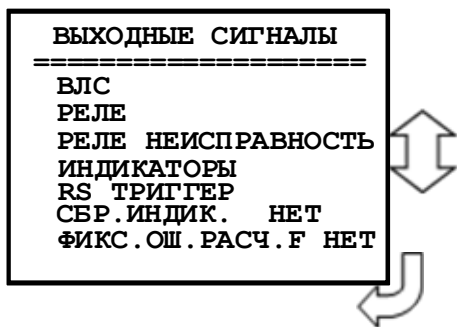 ВЫХОДНЫЕ СИГНАЛЫ
====================
ВЛС
РЕЛЕ
РЕЛЕ НЕИСПРАВНОСТЬ
ИНДИКАТОРЫ
RS ТРИГГЕР
СБР.ИНДИК. НЕТ
ФИКС.ОШ.РАСЧ.F НЕТ